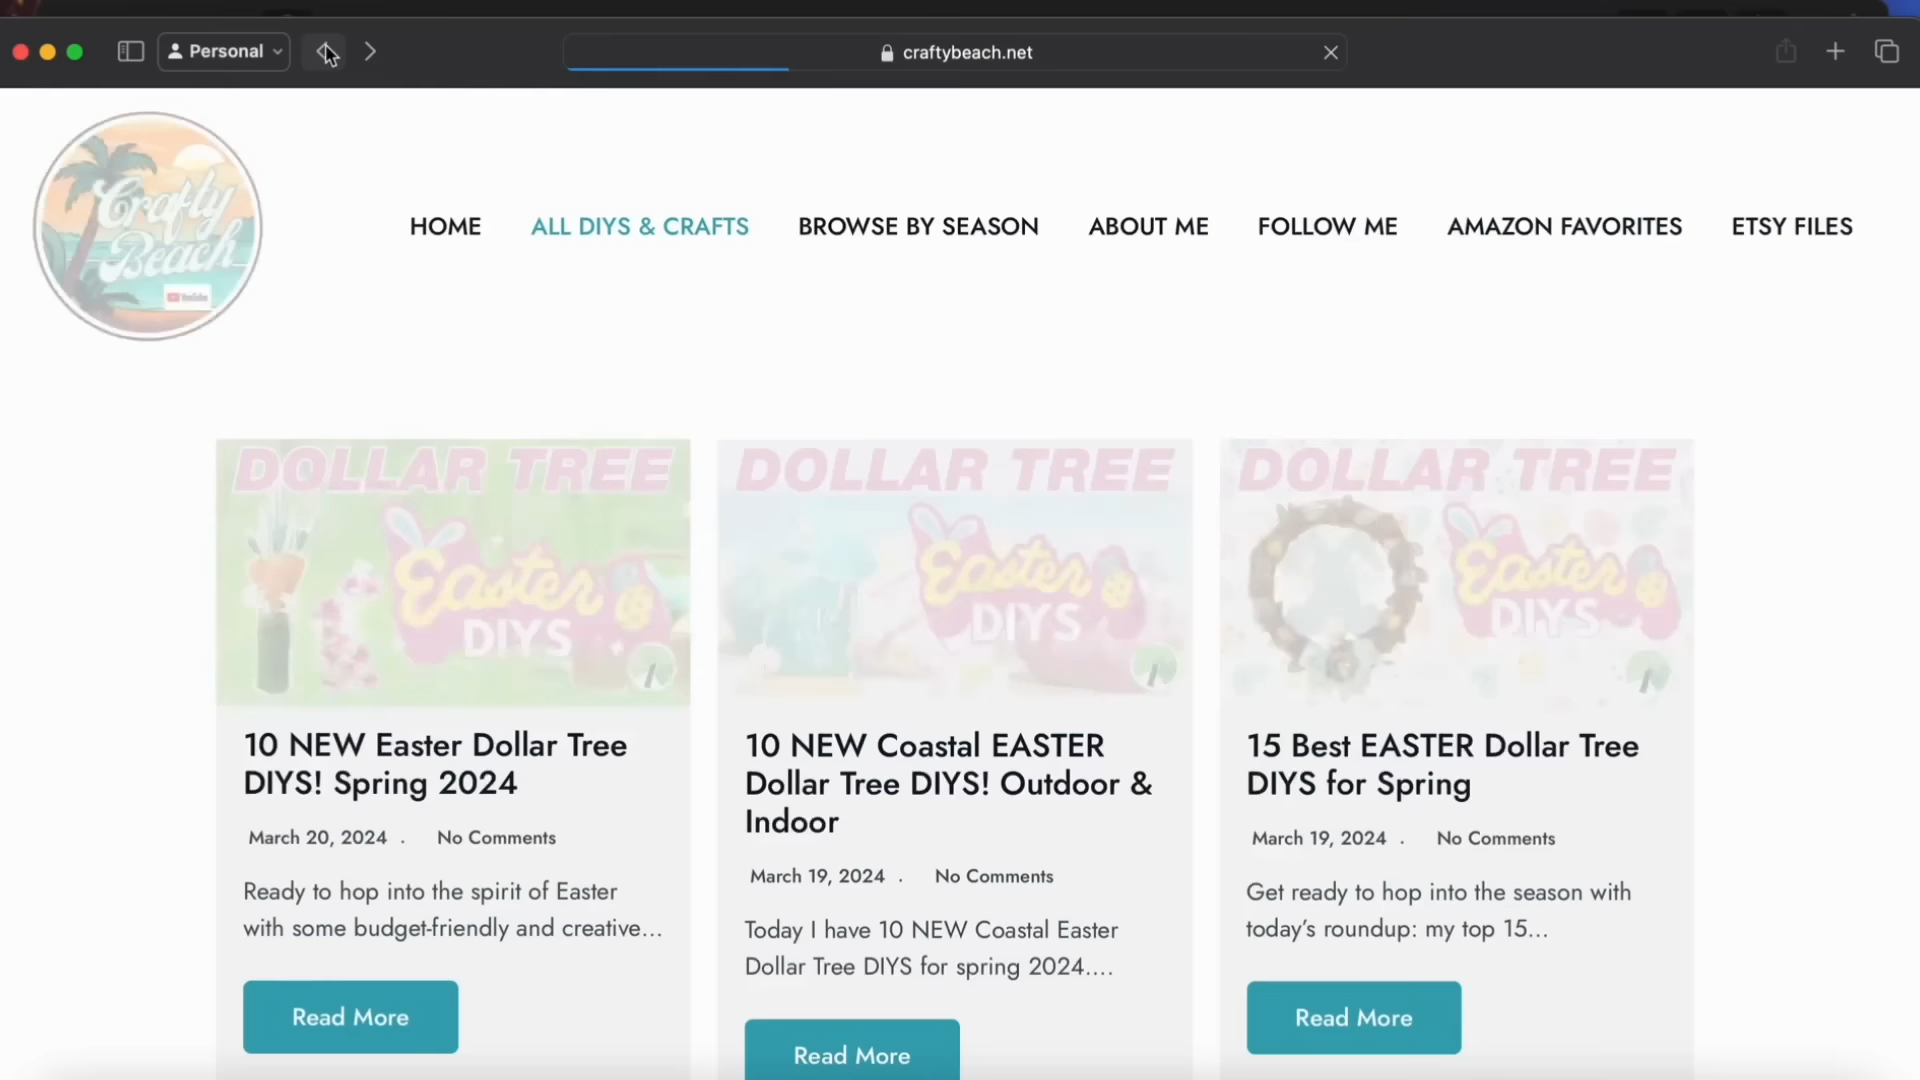 Personal
craftybeach.net
Crafty
Beach
YouTube
HOME
ALL DIYS & CRAFTS
BROWSE BY SEASON
ABOUT ME
FOLLOW ME
AMAZON FAVORITES
ETSY FILES
DOLLAR TREE
Easter
DIYS
10 NEW Easter Dollar Tree
DIYS! Spring 2024
March 20, 2024 . No Comments
Ready to hop into the spirit of Easter
with some budget-friendly and creative...
Read More
DOLLAR TREE
Easter
DIYS
10 NEW Coastal EASTER
Dollar Tree DIYS! Outdoor &
Indoor
March 19, 2024 . No Comments
Today I have 10 NEW Coastal Easter
Dollar Tree DIYS for spring 2024....
Read More
DOLLAR TREE
Easter
DIYS
15 Best EASTER Dollar Tree
DIYS for Spring
March 19, 2024 . No Comments
Get ready to hop into the season with
today's roundup: my top 15...
Read More